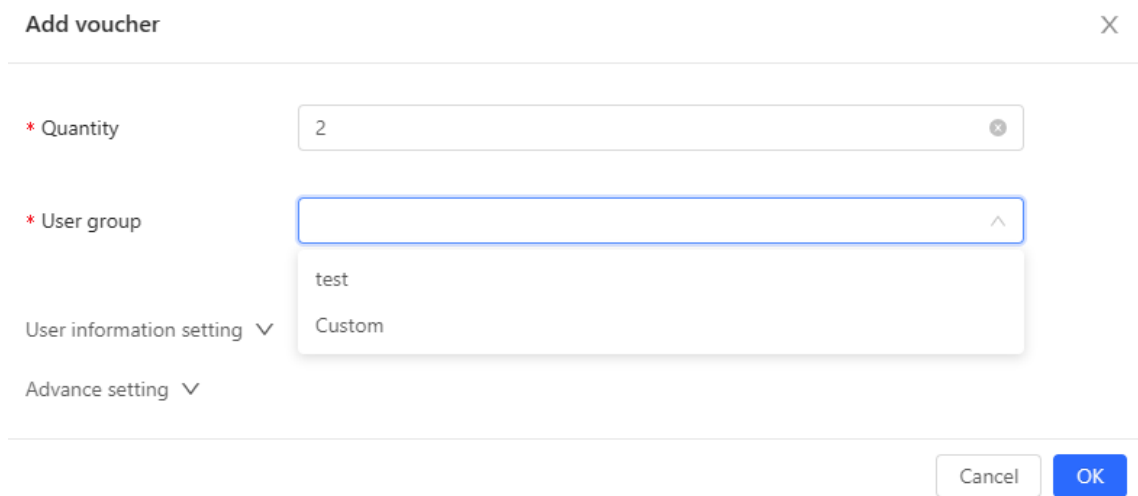 Add voucher
* Quantity
2
* User group
test
Custom
User information setting
Advance setting
Cancel
OK